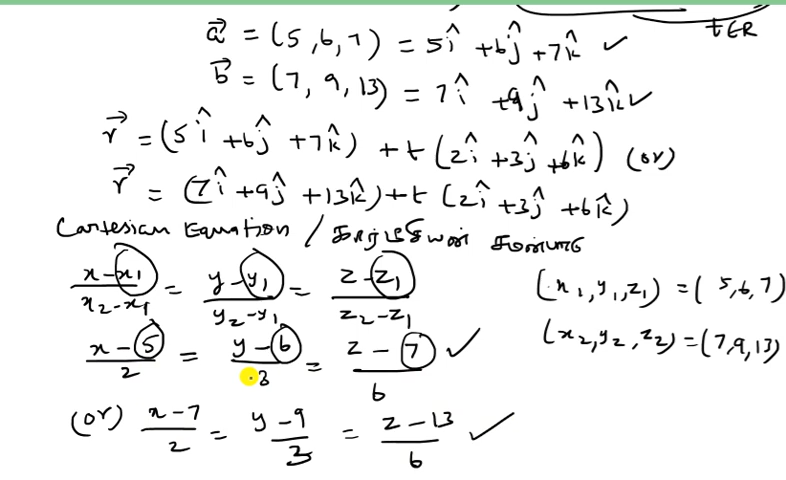 t∈R
a⃗ = (5,6,7) = 5î + 6ĵ + 7k̂ ✓
b⃗ = (7, 9, 13) = 7î + 9ĵ + 13k̂ ✓
r⃗ = (5î + 6ĵ + 7k̂) + t (2î + 3ĵ + 6k̂) (or)
r⃗ = (7î + 9ĵ + 13k̂) + t (2î + 3ĵ + 6k̂)
Cartesian Equation / கார்டீசியன் சமன்பாடு
(x-x₁)/(x₂-x₁) = (y-y₁)/(y₂-y₁) = (z-z₁)/(z₂-z₁) (x₁,y₁,z₁) = (5,6,7)
(x-5)/2 = (y-6)/3 = (z-7)/6 ✓ (x₂,y₂,z₂) = (7,9,13)
(or) (x-7)/2 = (y-9)/3 = (z-13)/6 ✓